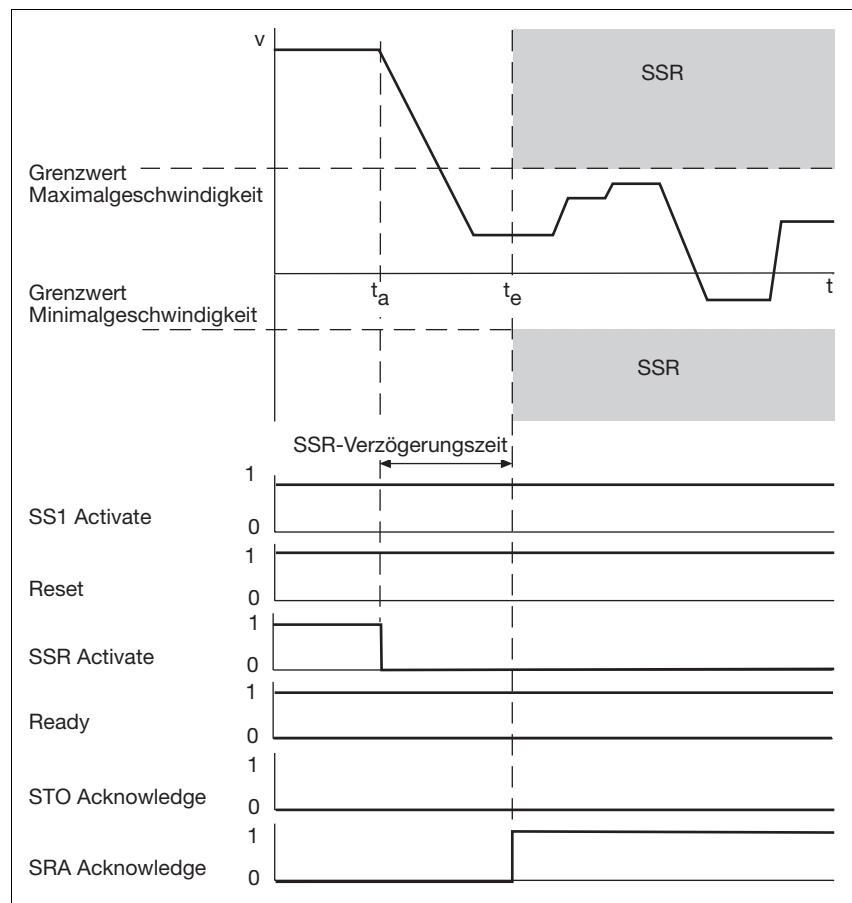 v
SSR
Grenzwert
Maximalgeschwindigkeit
Grenzwert
Minimalgeschwindigkeit
ta
te
t
SSR
SSR-Verzögerungszeit
1
SS1 Activate
0
1
Reset
0
1
SSR Activate
0
1
Ready
0
1
STO Acknowledge
0
1
SRA Acknowledge
0